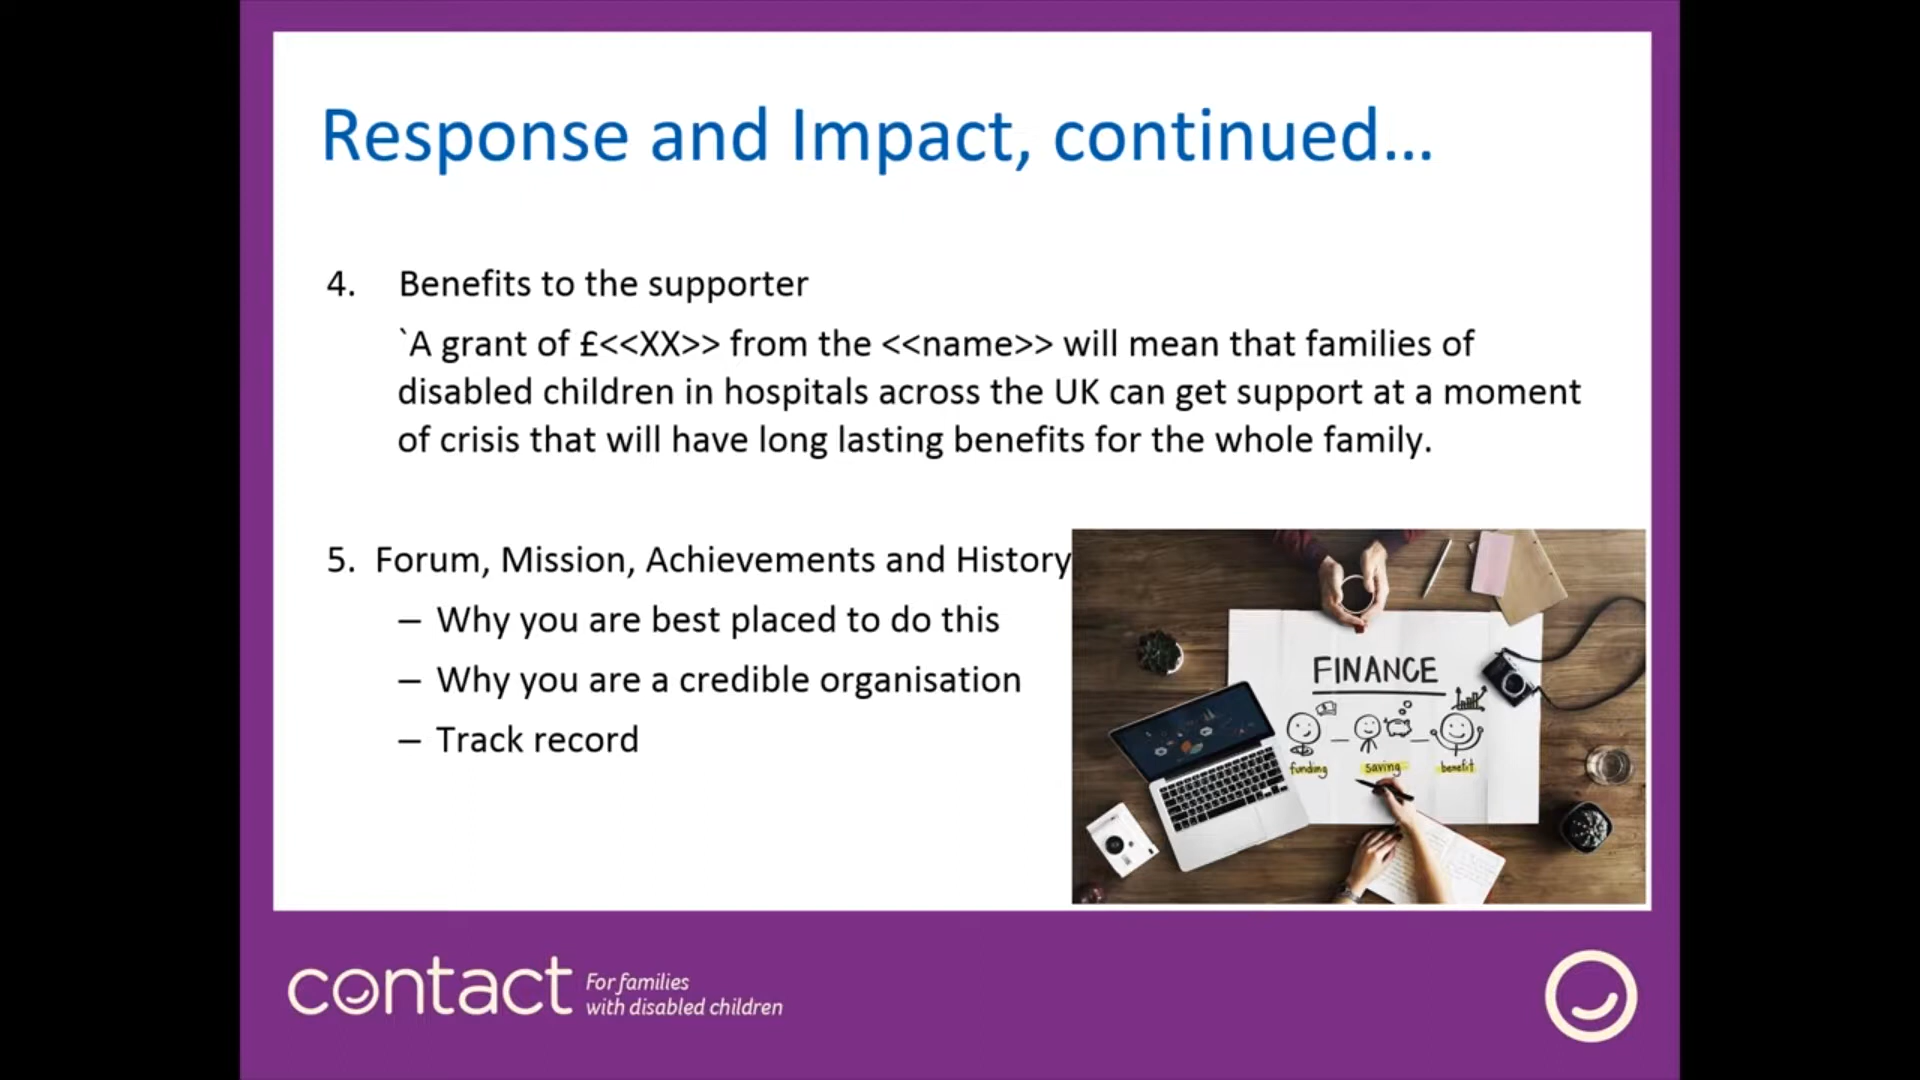 Response and Impact, continued...
4. Benefits to the supporter
`A grant of £<<XX>> from the <<name>> will mean that families of
disabled children in hospitals across the UK can get support at a moment
of crisis that will have long lasting benefits for the whole family.
5. Forum, Mission, Achievements and History
– Why you are best placed to do this
– Why you are a credible organisation
– Track record
FINANCE
funding saving benefit
contact For families
with disabled children